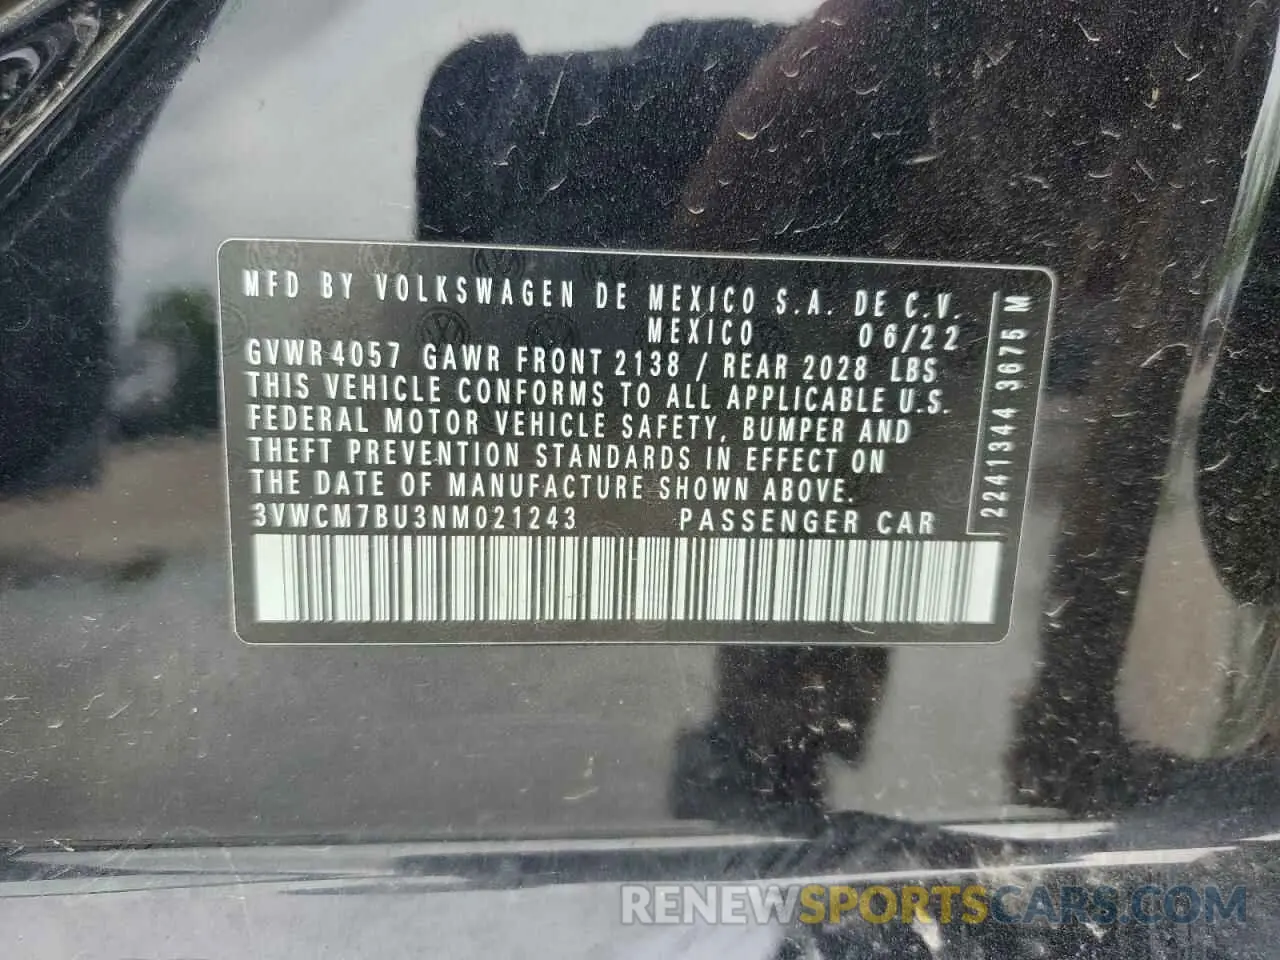 MFD BY VOLKSWAGEN DE MEXICO S.A. DE C.V.
MEXICO 06/22
GVWR 4057 GAWR FRONT 2138 / REAR 2028 LBS
THIS VEHICLE CONFORMS TO ALL APPLICABLE U.S.
FEDERAL MOTOR VEHICLE SAFETY, BUMPER AND
THEFT PREVENTION STANDARDS IN EFFECT ON
THE DATE OF MANUFACTURE SHOWN ABOVE.
3VWCM7BU3NM021243 PASSENGER CAR
2241344 3675 M
RENEWSPORTSCARS.COM